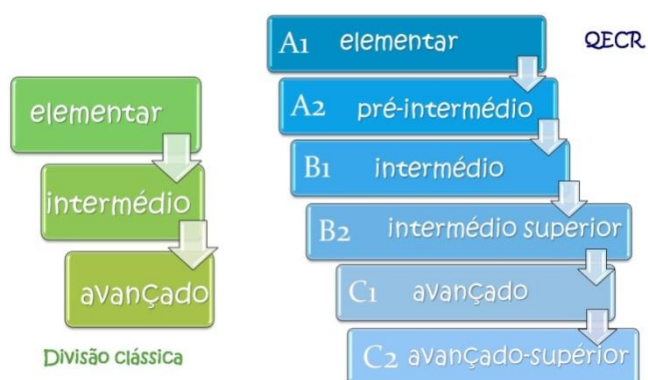 elementar
intermédio
avançado
Divisão clássica
QECR
A1 elementar
A2 pré-intermédio
B1 intermédio
B2 intermédio superior
C1 avançado
C2 avançado-supérior